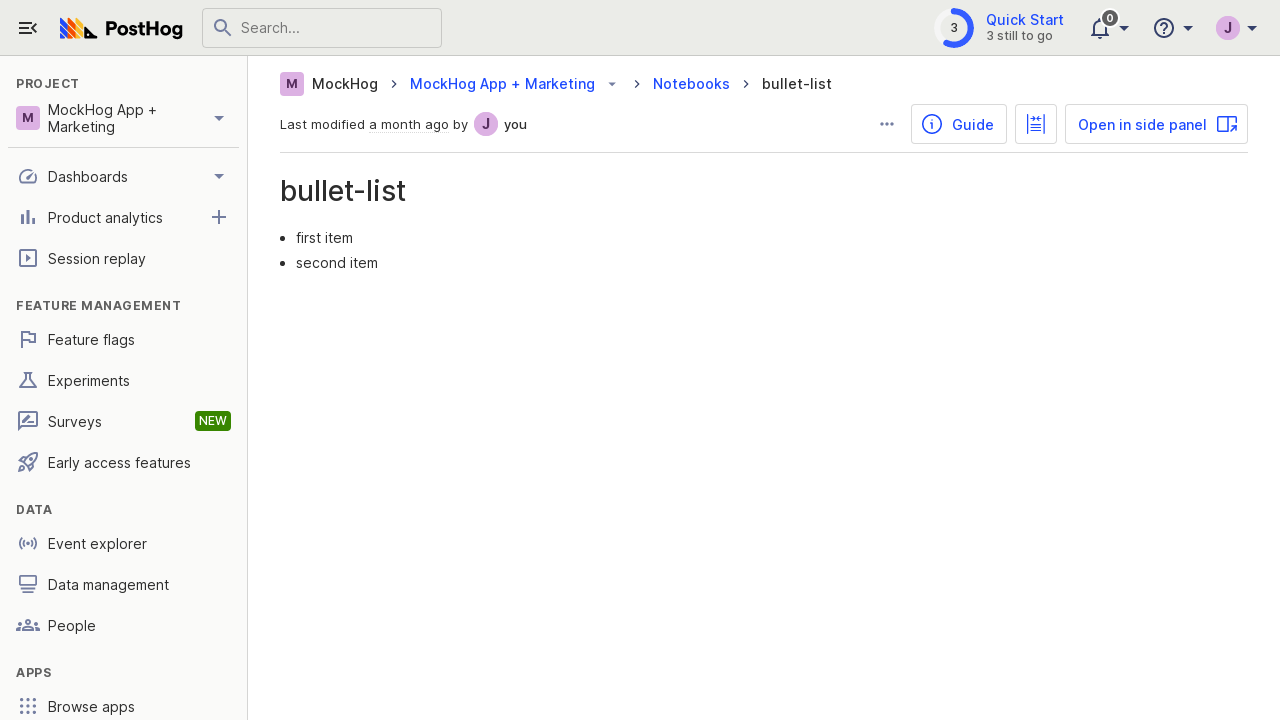 PostHog
Search...
3
Quick Start
3 still to go
0
J
PROJECT
M
MockHog App +
Marketing
Dashboards
Product analytics
Session replay
FEATURE MANAGEMENT
Feature flags
Experiments
Surveys
NEW
Early access features
DATA
Event explorer
Data management
People
APPS
Browse apps
M MockHog
MockHog App + Marketing
Notebooks
bullet-list
Last modified a month ago by J you
Guide
Open in side panel
bullet-list
first item
second item